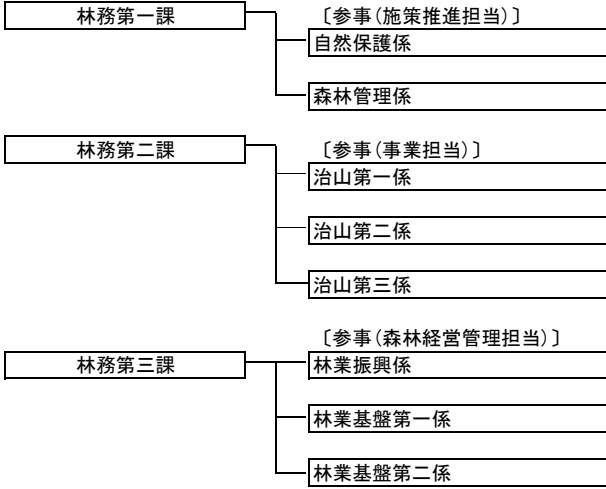 林務第一課
〔参事(施策推進担当)〕
自然保護係
森林管理係
林務第二課
〔参事(事業担当)〕
治山第一係
治山第二係
治山第三係
〔参事(森林経営管理担当)〕
林務第三課
林業振興係
林業基盤第一係
林業基盤第二係